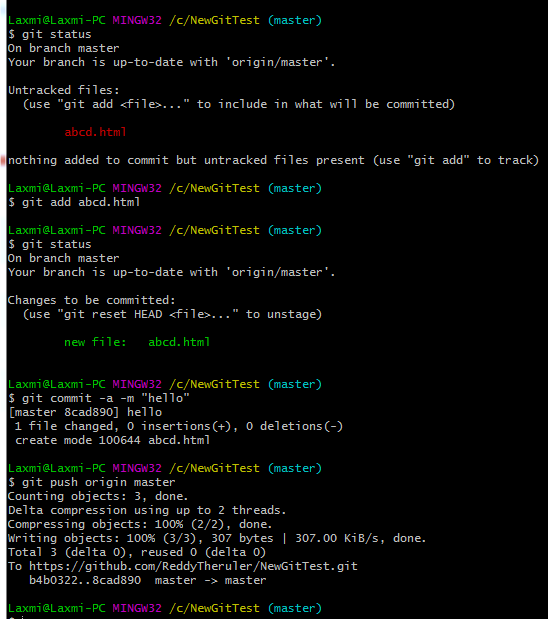 Laxmi@Laxmi-PC MINGW32 /c/NewGitTest (master)
$ git status
On branch master
Your branch is up-to-date with 'origin/master'.
Untracked files:
  (use "git add <file>..." to include in what will be committed)
        abcd.html
nothing added to commit but untracked files present (use "git add" to track)
Laxmi@Laxmi-PC MINGW32 /c/NewGitTest (master)
$ git add abcd.html
Laxmi@Laxmi-PC MINGW32 /c/NewGitTest (master)
$ git status
On branch master
Your branch is up-to-date with 'origin/master'.
Changes to be committed:
  (use "git reset HEAD <file>..." to unstage)
        new file:   abcd.html
Laxmi@Laxmi-PC MINGW32 /c/NewGitTest (master)
$ git commit -a -m "hello"
[master 8cad890] hello
 1 file changed, 0 insertions(+), 0 deletions(-)
 create mode 100644 abcd.html
Laxmi@Laxmi-PC MINGW32 /c/NewGitTest (master)
$ git push origin master
Counting objects: 3, done.
Delta compression using up to 2 threads.
Compressing objects: 100% (2/2), done.
Writing objects: 100% (3/3), 307 bytes | 307.00 KiB/s, done.
Total 3 (delta 0), reused 0 (delta 0)
To https://github.com/ReddyTheruler/NewGitTest.git
   b4b0322..8cad890  master -> master
Laxmi@Laxmi-PC MINGW32 /c/NewGitTest (master)